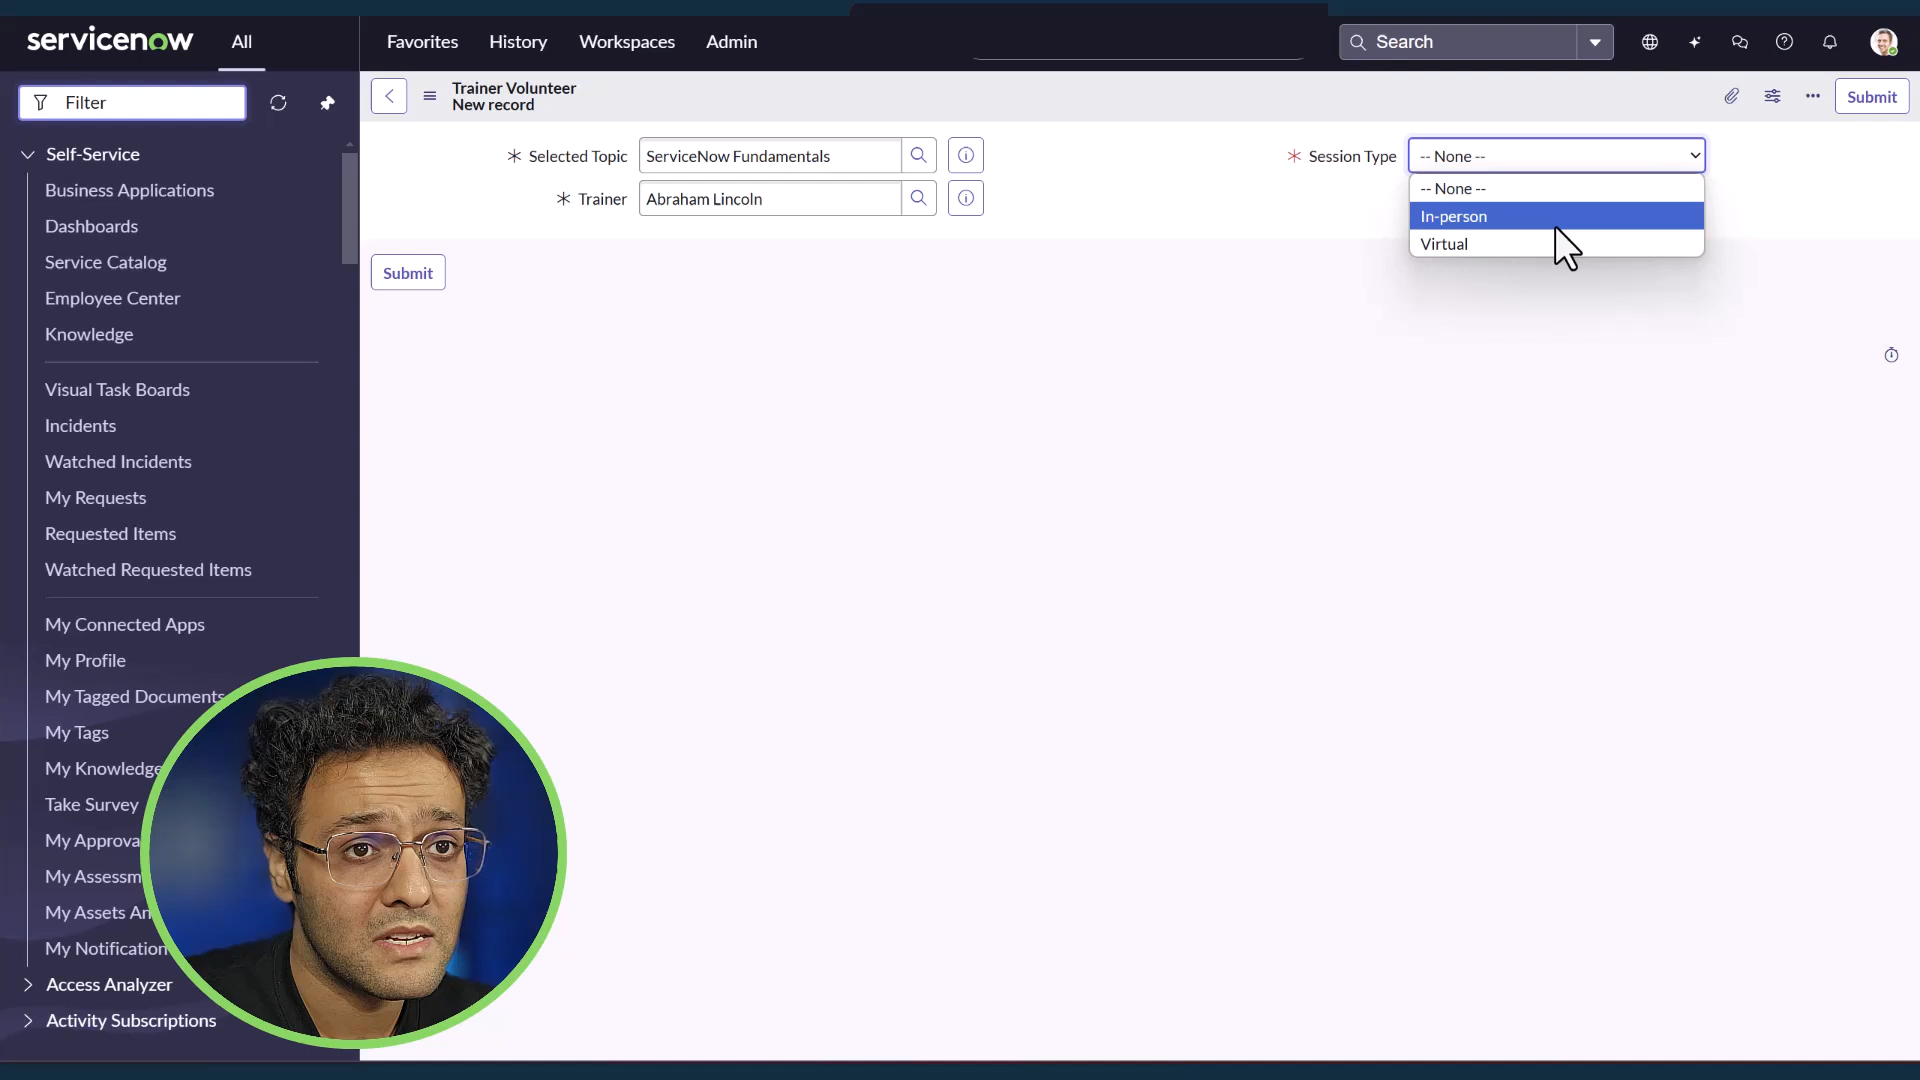 servicenow
All
Favorites
History
Workspaces
Admin
Search
Filter
Trainer Volunteer
New record
Submit
Self-Service
Business Applications
Dashboards
Service Catalog
Employee Center
Knowledge
Visual Task Boards
Incidents
Watched Incidents
My Requests
Requested Items
Watched Requested Items
My Connected Apps
My Profile
My Tagged Documents
My Tags
My Knowledge
Take Survey
My Approva
My Assessm
My Assets An
My Notification
Access Analyzer
Activity Subscriptions
* Selected Topic ServiceNow Fundamentals
* Trainer Abraham Lincoln
* Session Type -- None --
-- None --
In-person
Virtual
Submit